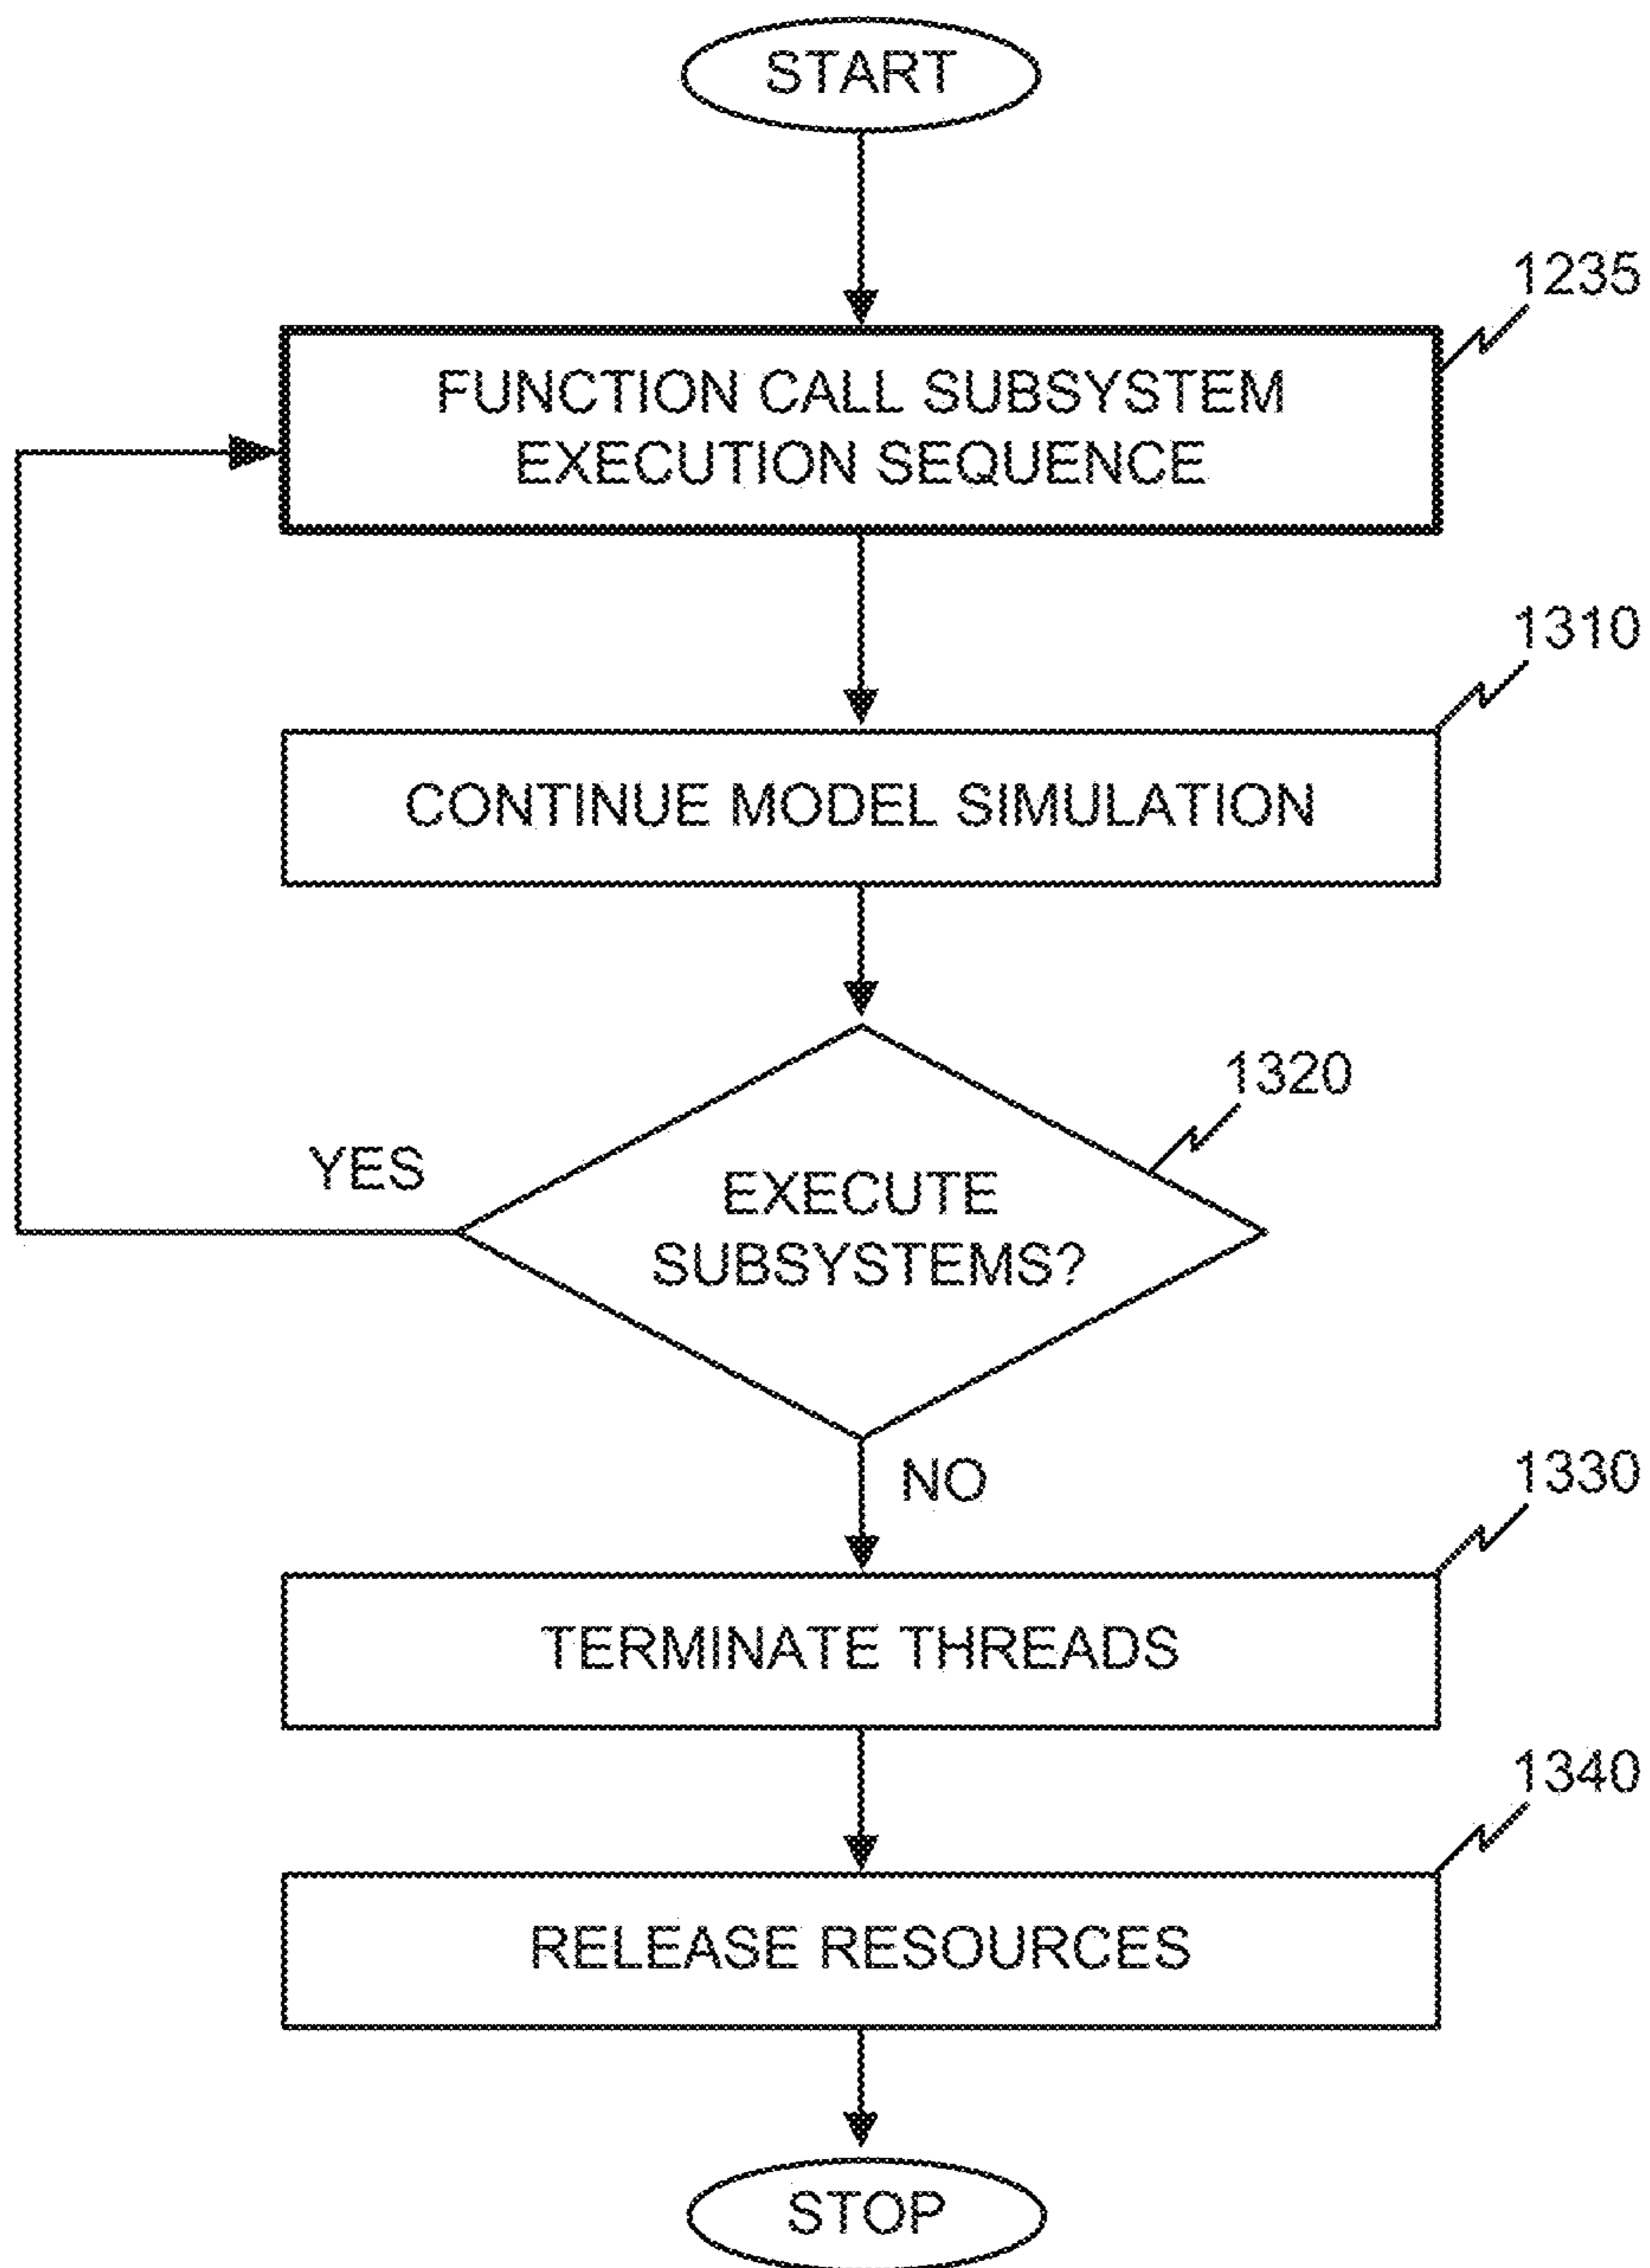 START
1235
FUNCTION CALL SUBSYSTEM
EXECUTION SEQUENCE
1310
CONTINUE MODEL SIMULATION
1320
YES
EXECUTE
SUBSYSTEMS?
NO
1330
TERMINATE THREADS
1340
RELEASE RESOURCES
STOP